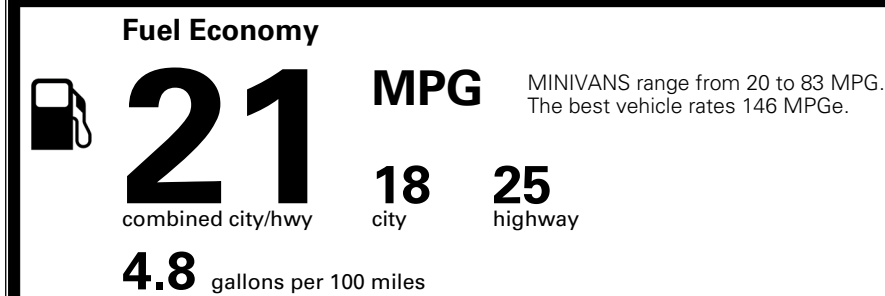 Fuel Economy
21 MPG
MINIVANS range from 20 to 83 MPG.
The best vehicle rates 146 MPGe.
combined city/hwy
18
city
25
highway
4.8 gallons per 100 miles